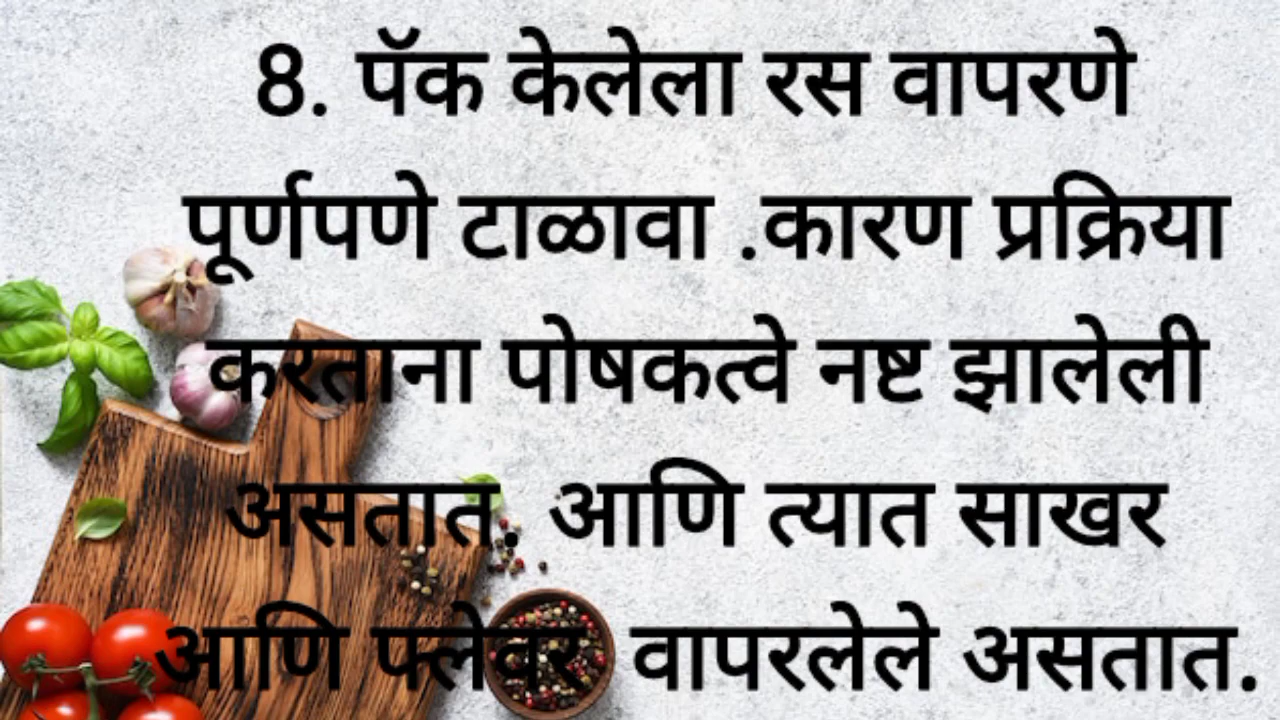 8. पॅक केलेला रस वापरणे
पूर्णपणे टाळावा .कारण प्रक्रिया
करताना पोषकत्वे नष्ट झालेली
असतात. आणि त्यात साखर
आणि फ्लेवर वापरलेले असतात.